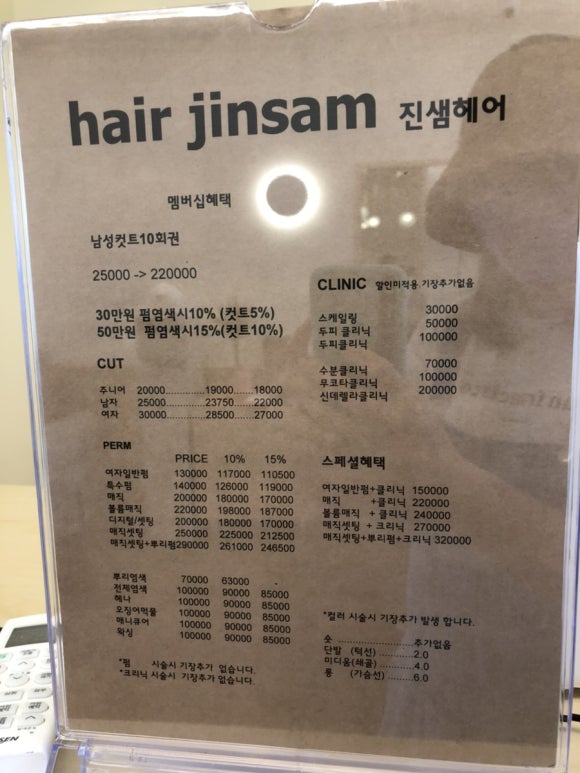 hair jinsam 진샘헤어
멤버십혜택
남성컷트10회권
25000 -> 220000
30만원 펌염색시10% (컷트5%)
50만원 펌염색시15%(컷트10%)
CUT
주니어 20000.............19000......18000
남자 25000.............23750......22000
여자 30000.............28500......27000
PERM
PRICE 10% 15%
여자일반펌 130000 117000 110500
특수펌 140000 126000 119000
매직 200000 180000 170000
볼륨매직 220000 198000 187000
디지털/셋팅 200000 180000 170000
매직셋팅 250000 225000 212500
매직셋팅+뿌리펌290000 261000 246500
뿌리염색 70000 63000
전체염색 100000 90000 85000
헤나 100000 90000 85000
오징어먹물 100000 90000 85000
매니큐어 100000 90000 85000
왁싱 100000 90000 85000
*펌 시술시 기장추가 없습니다.
*크리닉 시술시 기장추가 없습니다.
CLINIC 할인미적용 기장추가없음
스케일링 30000
두피 클리닉 50000
두피클리닉 100000
수분클리닉 70000
무코타클리닉 100000
신데렐라클리닉 200000
스페셜혜택
여자일반펌+클리닉 150000
매직 +클리닉 220000
볼륨매직 + 클리닉 240000
매직셋팅 + 크리닉 270000
매직셋팅+뿌리펌+크리닉 320000
*컬러 시술시 기장추가 발생 합니다.
숏 ......................추가없음
단발 (턱선) ..........2.0
미디움(쇄골) ..........4.0
롱 (가슴선) ..........6.0